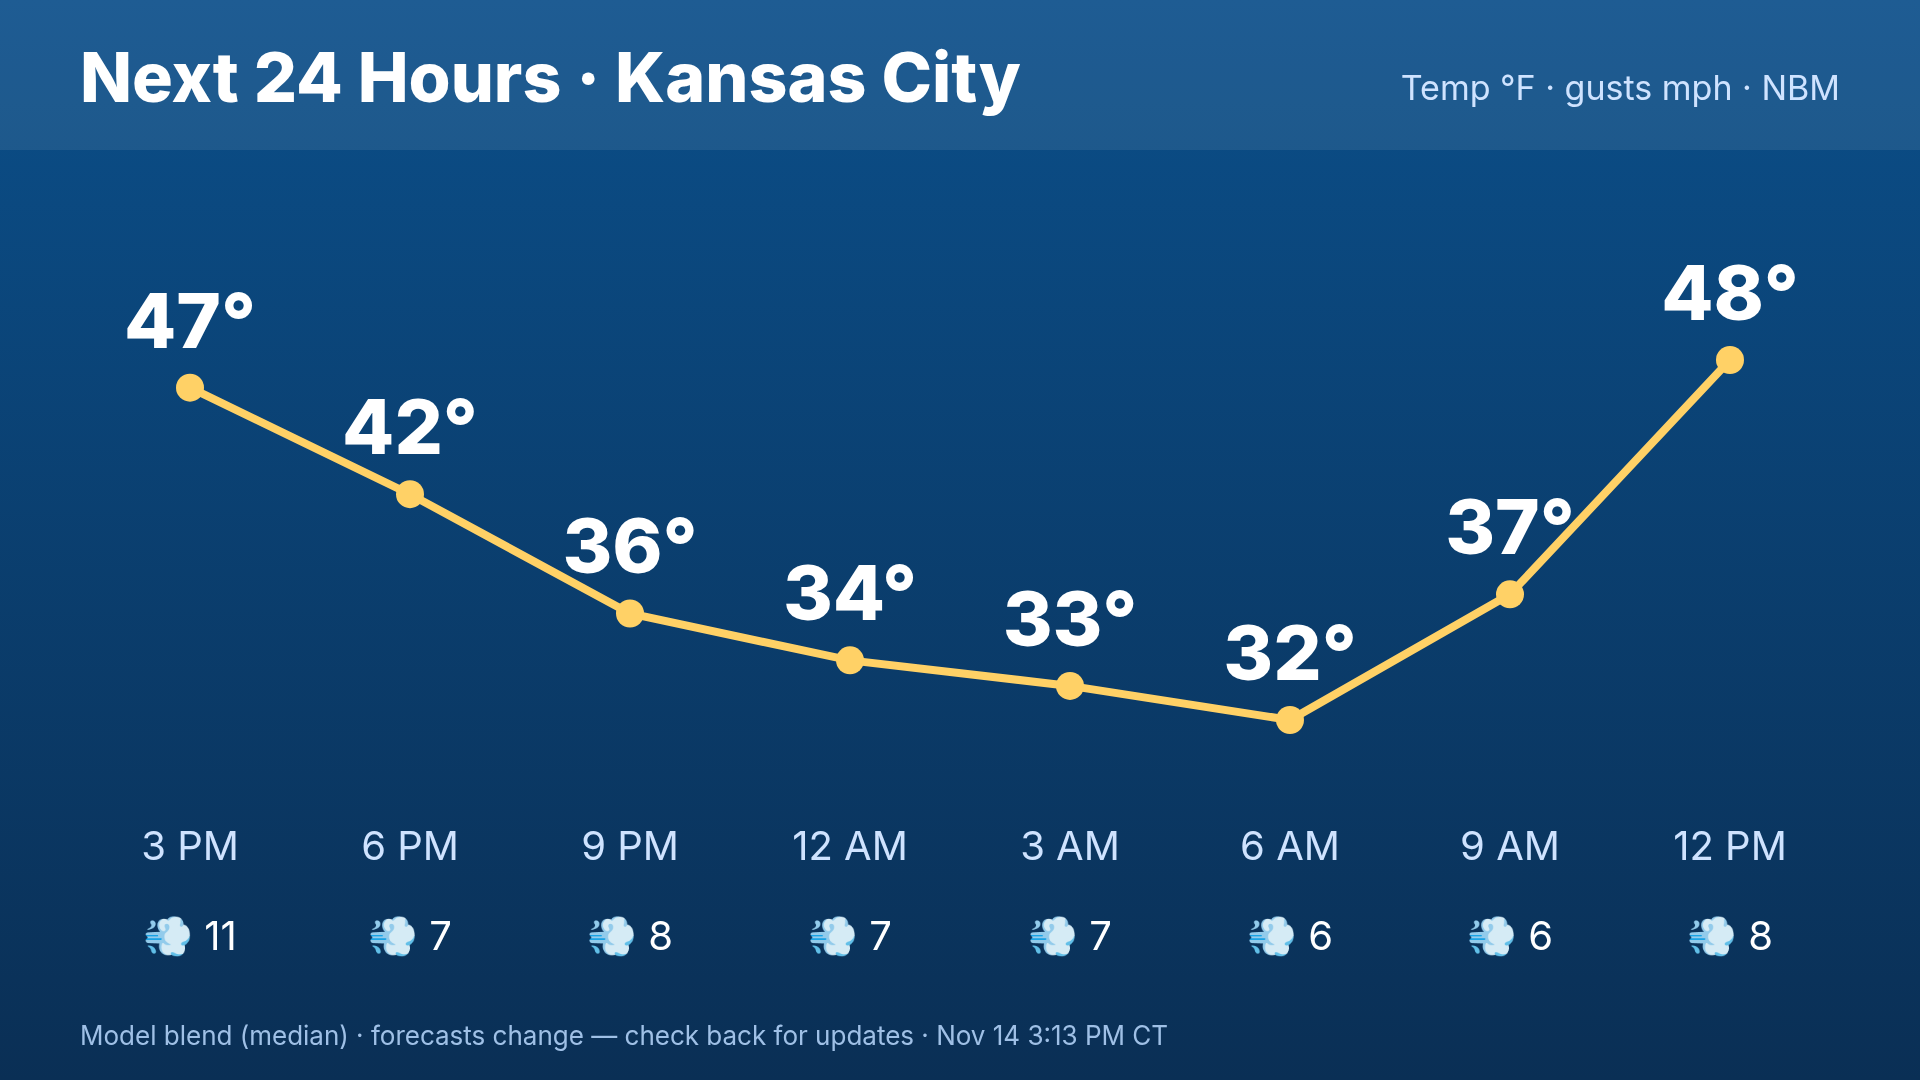 Next 24 Hours · Kansas City
Temp °F · gusts mph · NBM
47°
42°
36°
34°
33°
32°
37°
48°
3 PM
6 PM
9 PM
12 AM
3 AM
6 AM
9 AM
12 PM
💨 11
💨 7
💨 8
💨 7
💨 7
💨 6
💨 6
💨 8
Model blend (median) · forecasts change — check back for updates · Nov 14 3:13 PM CT